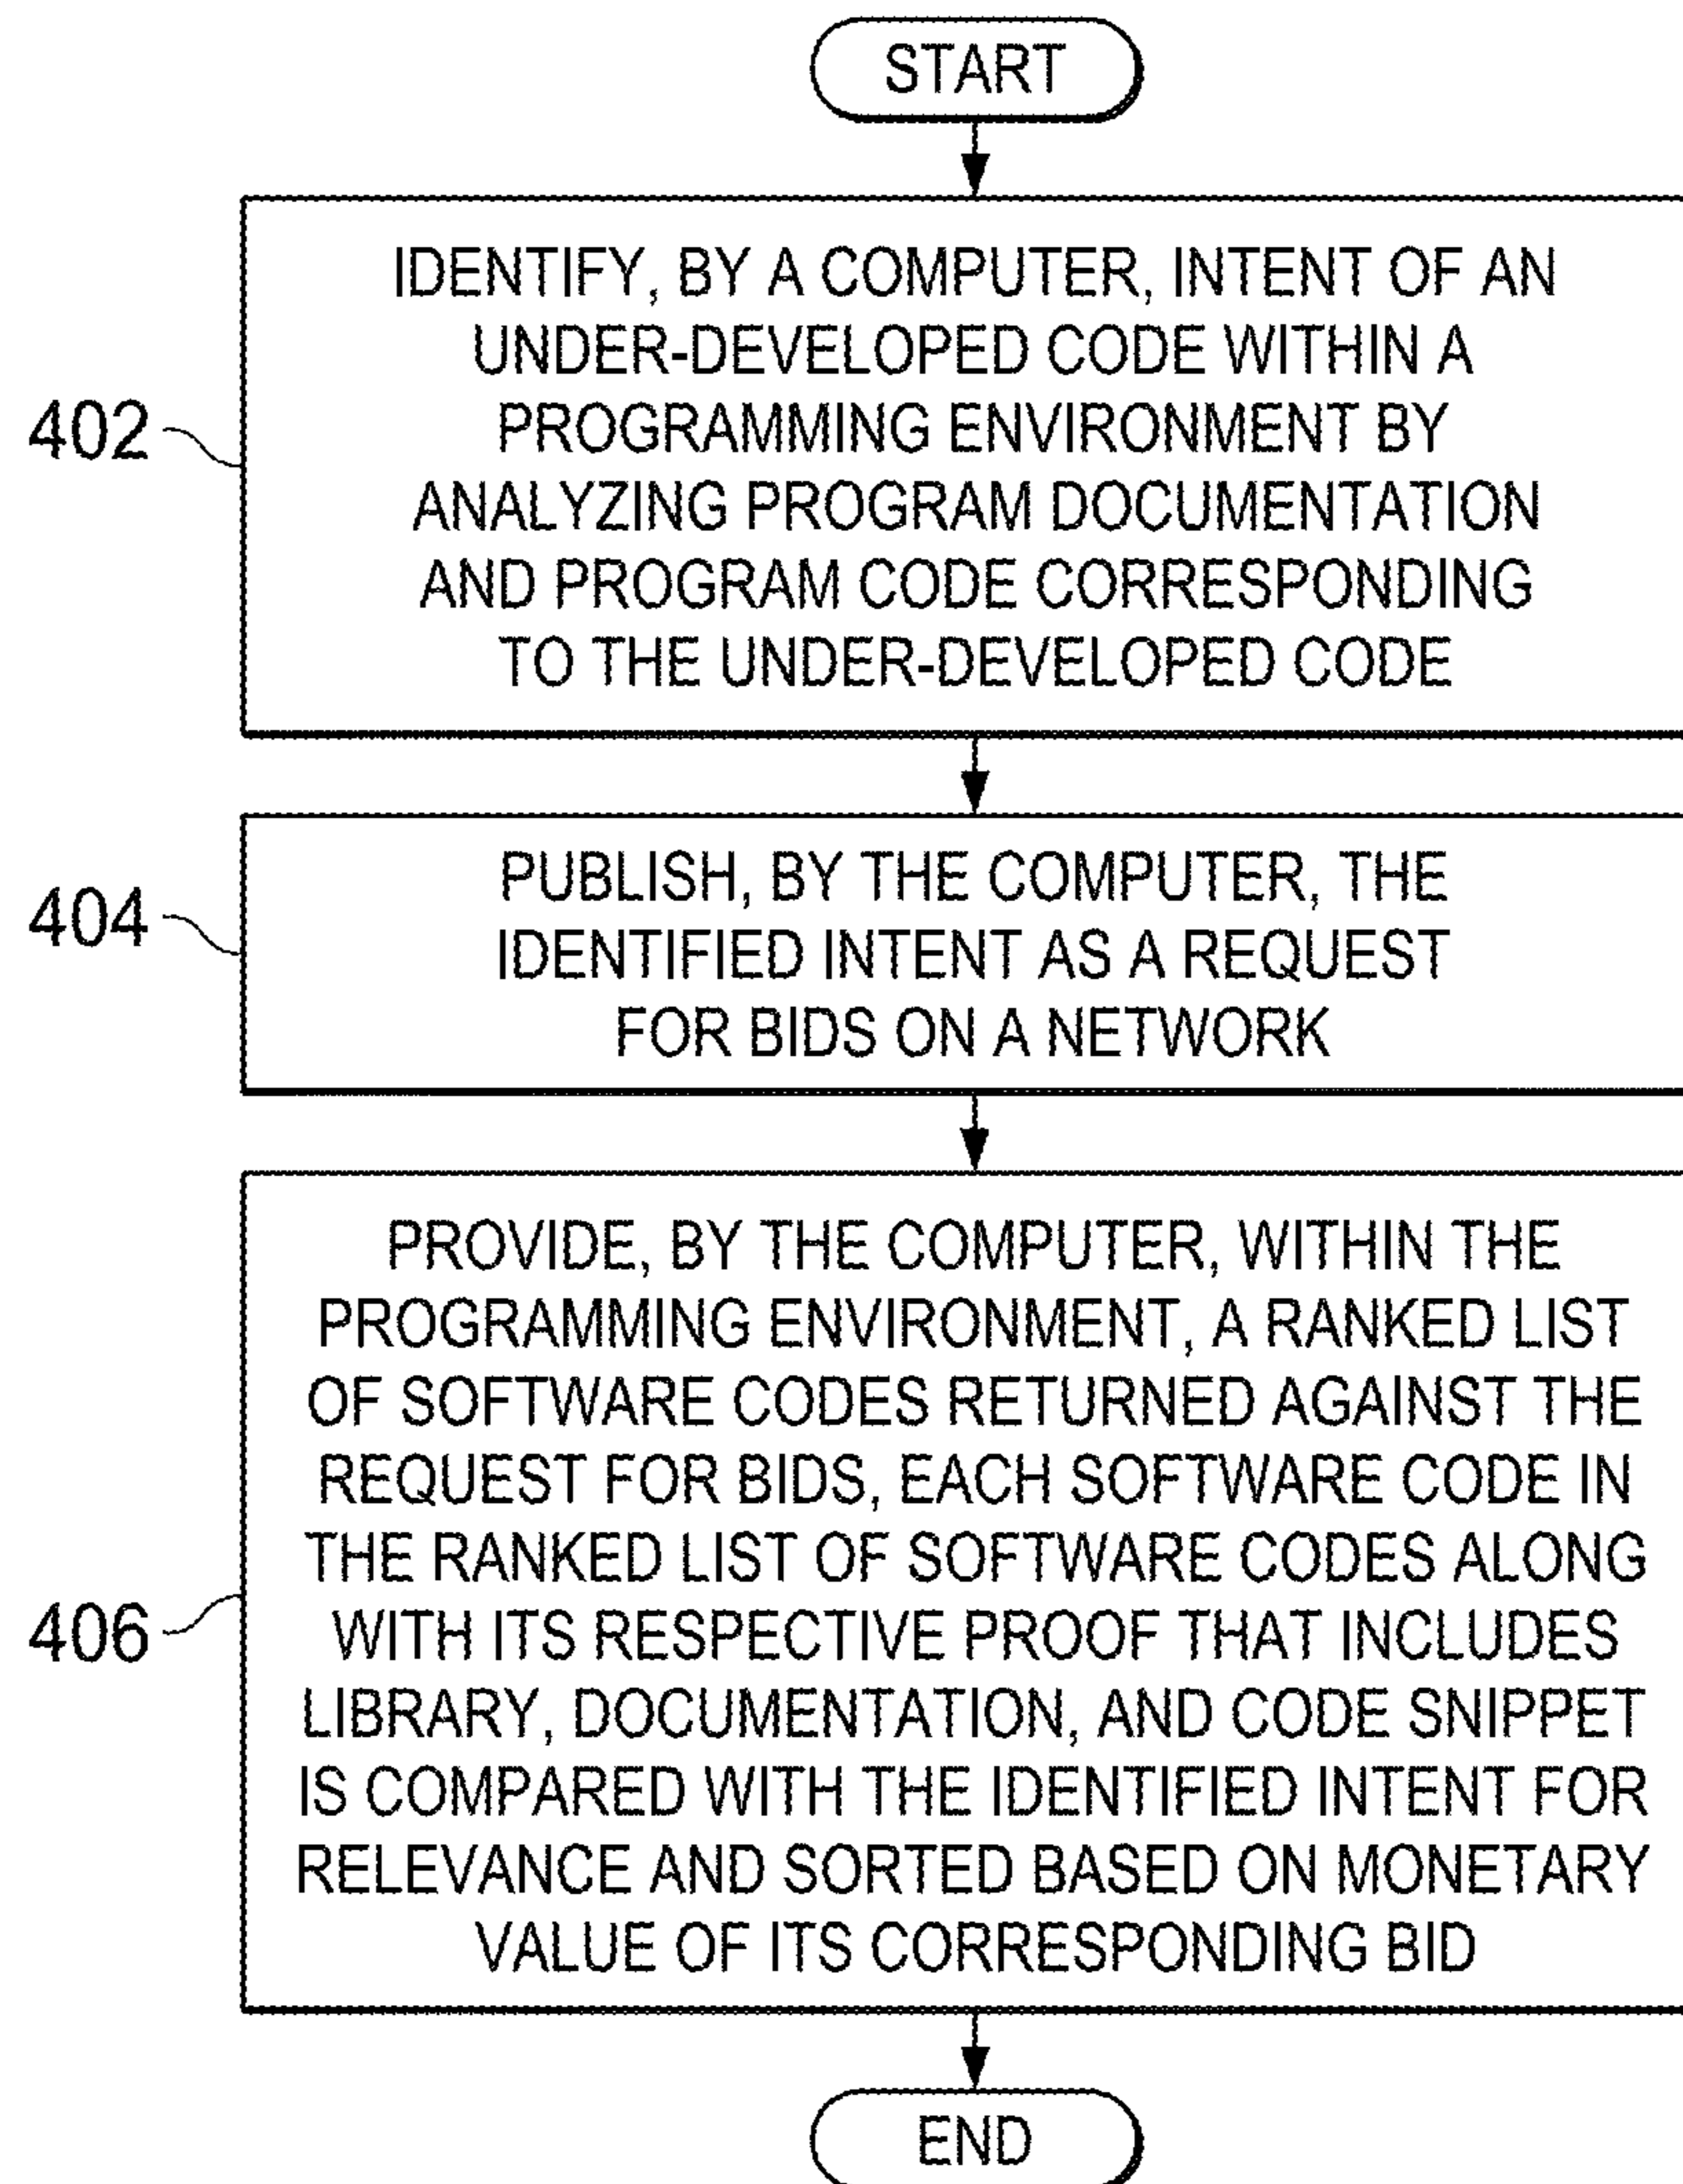 START
IDENTIFY, BY A COMPUTER, INTENT OF AN
UNDER-DEVELOPED CODE WITHIN A
PROGRAMMING ENVIRONMENT BY
ANALYZING PROGRAM DOCUMENTATION
AND PROGRAM CODE CORRESPONDING
TO THE UNDER-DEVELOPED CODE
402
PUBLISH, BY THE COMPUTER, THE
IDENTIFIED INTENT AS A REQUEST
FOR BIDS ON A NETWORK
404
PROVIDE, BY THE COMPUTER, WITHIN THE
PROGRAMMING ENVIRONMENT, A RANKED LIST
OF SOFTWARE CODES RETURNED AGAINST THE
REQUEST FOR BIDS, EACH SOFTWARE CODE IN
THE RANKED LIST OF SOFTWARE CODES ALONG
WITH ITS RESPECTIVE PROOF THAT INCLUDES
LIBRARY, DOCUMENTATION, AND CODE SNIPPET
IS COMPARED WITH THE IDENTIFIED INTENT FOR
RELEVANCE AND SORTED BASED ON MONETARY
VALUE OF ITS CORRESPONDING BID
406
END